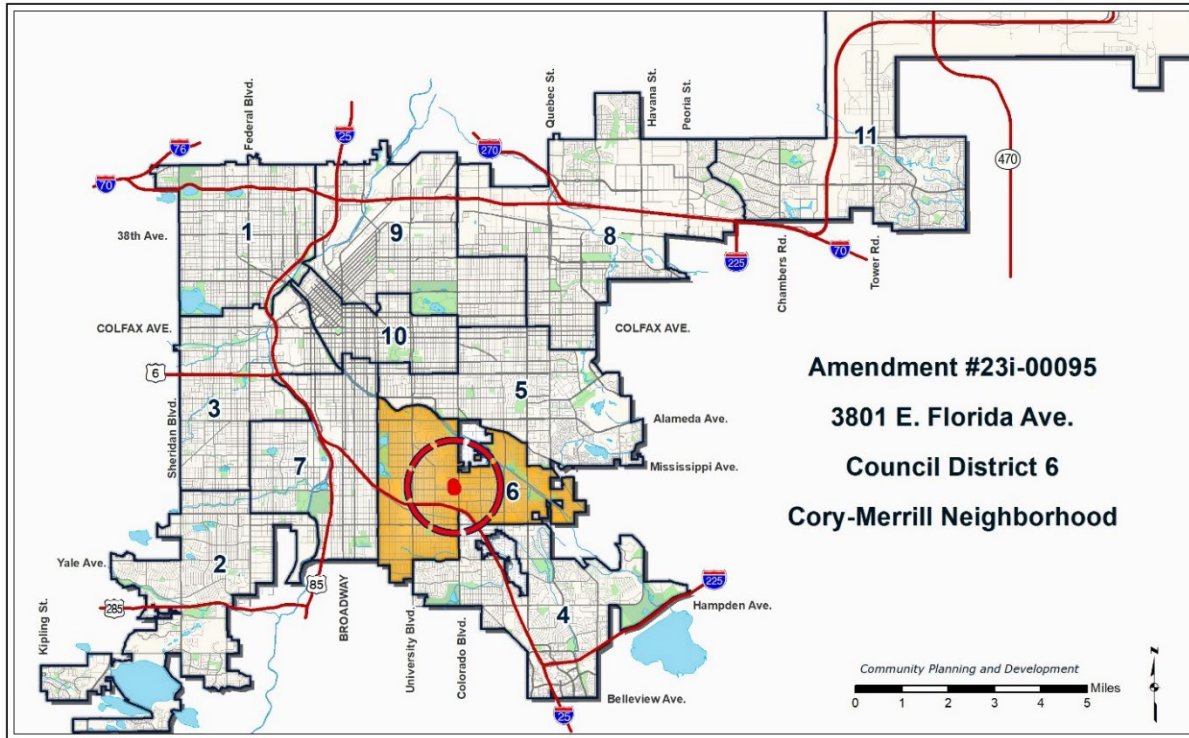 Federal Blvd.
Quebec St.
Havana St.
Peoria St.
76
25
270
70
11
470
38th Ave.
1
9
8
225
Chambers Rd.
70
Tower Rd.
COLFAX AVE.
10
COLFAX AVE.
6
3
Sheridan Blvd.
5
Alameda Ave.
7
Mississippi Ave.
6
Amendment #23i-00095
3801 E. Florida Ave.
Council District 6
Cory-Merrill Neighborhood
Yale Ave.
2
85
285
BROADWAY
Kipling St.
University Blvd.
Colorado Blvd.
4
225
Hampden Ave.
Belleview Ave.
25
Community Planning and Development
N
Miles
0 1 2 3 4 5